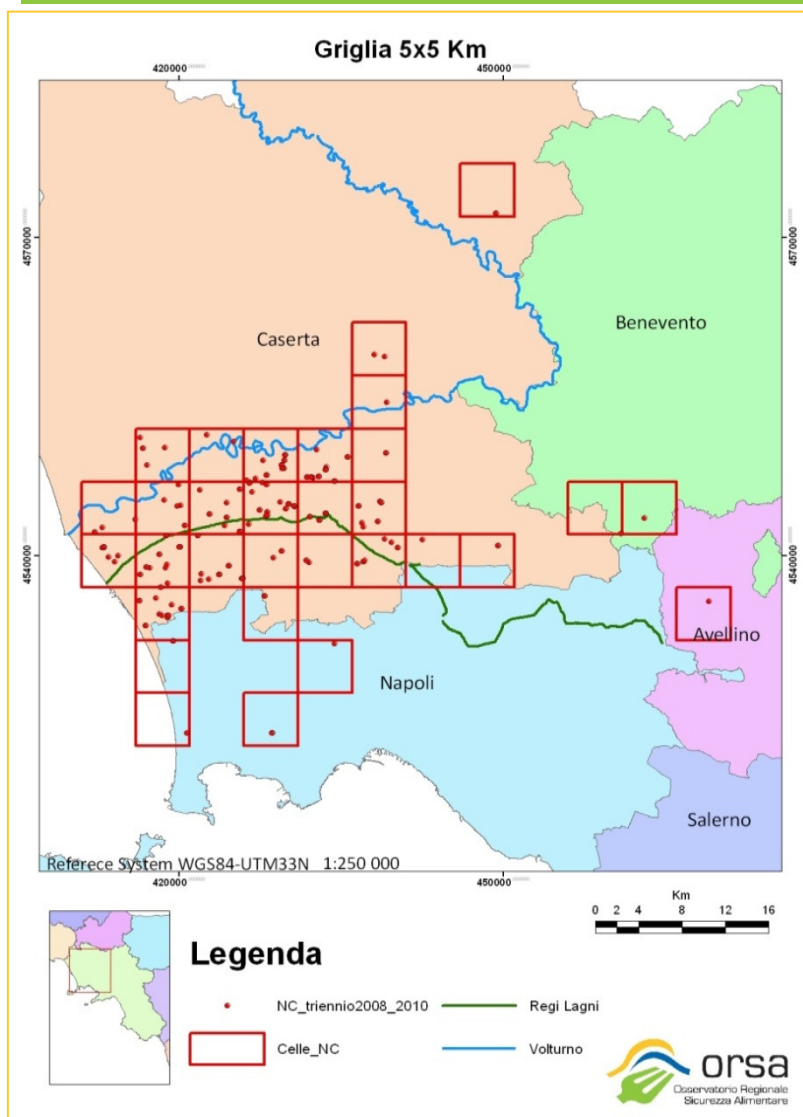 Griglia 5x5 Km
420000 450000
4570000 4570000
Benevento
Caserta
4540000 4540000
Avellino
Napoli
Salerno
Referece System WGS84-UTM33N 1:250 000
420000 450000
Km
0 2 4 8 12 16
Legenda
NC_triennio2008_2010 Regi Lagni
Celle_NC Volturno
orsa
Osservatorio Regionale
Sicurezza Alimentare